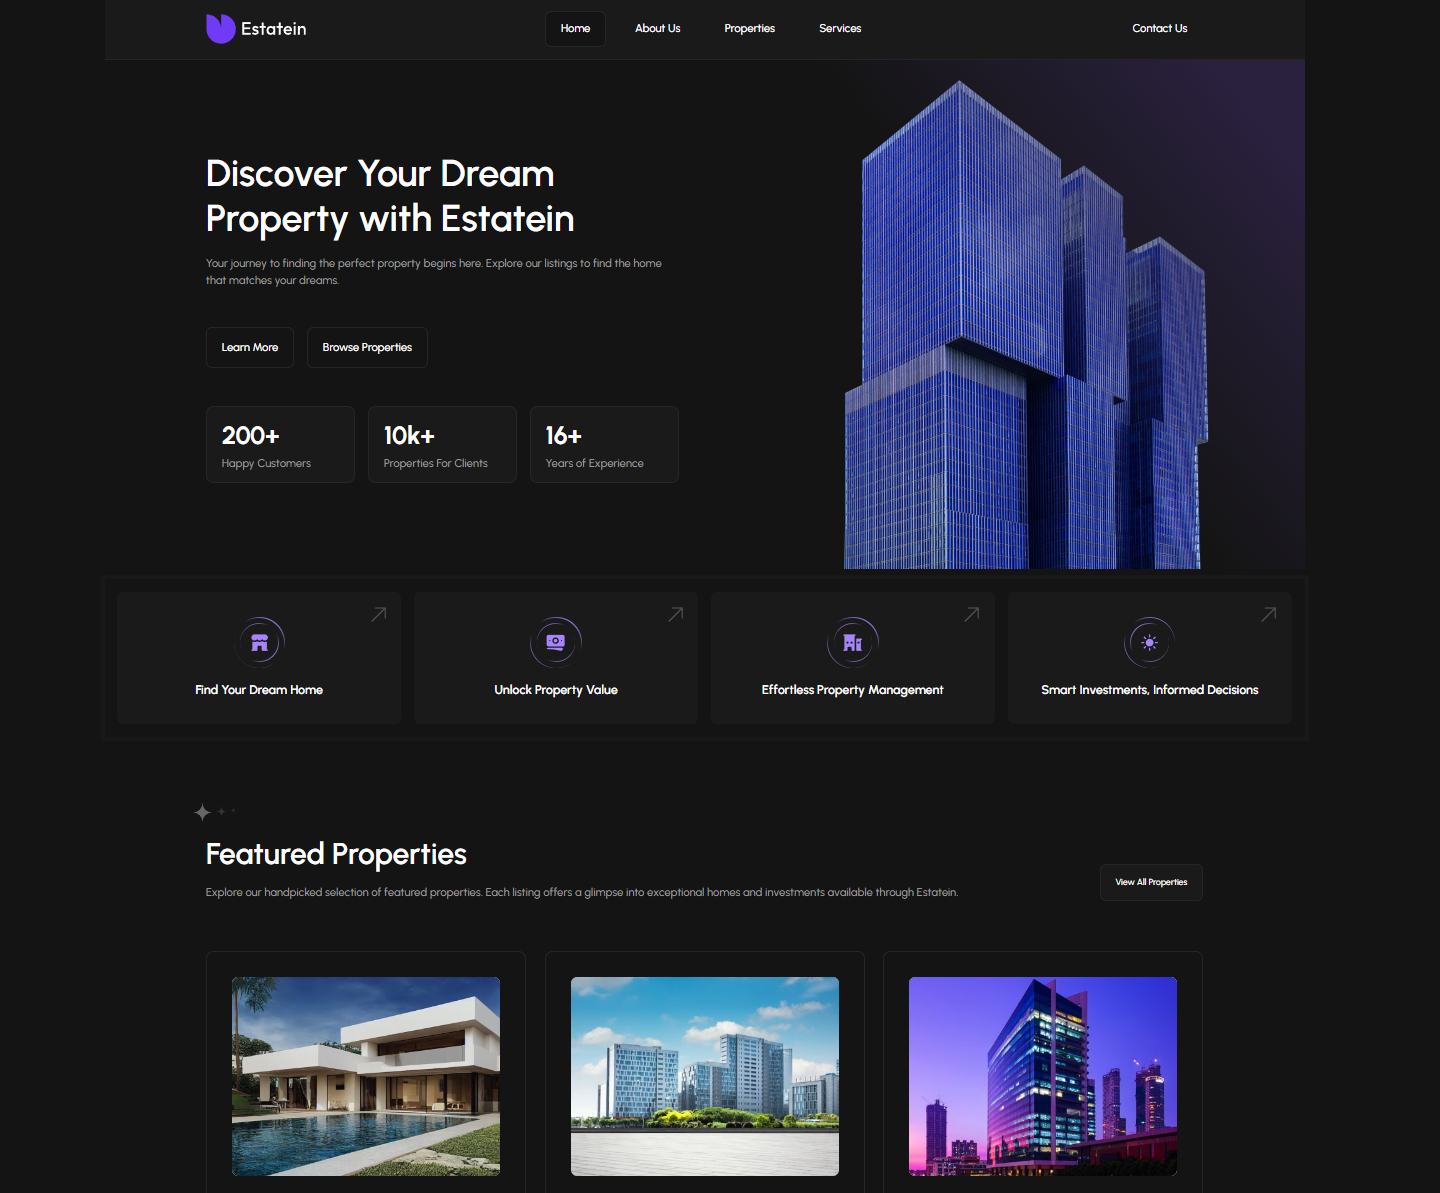 Estatein
Home
About Us
Properties
Services
Contact Us
Discover Your Dream
Property with Estatein
Your journey to finding the perfect property begins here. Explore our listings to find the home
that matches your dreams.
Learn More
Browse Properties
200+
Happy Customers
10k+
Properties For Clients
16+
Years of Experience
Find Your Dream Home
Unlock Property Value
Effortless Property Management
Smart Investments, Informed Decisions
Featured Properties
Explore our handpicked selection of featured properties. Each listing offers a glimpse into exceptional homes and investments available through Estatein.
View All Properties